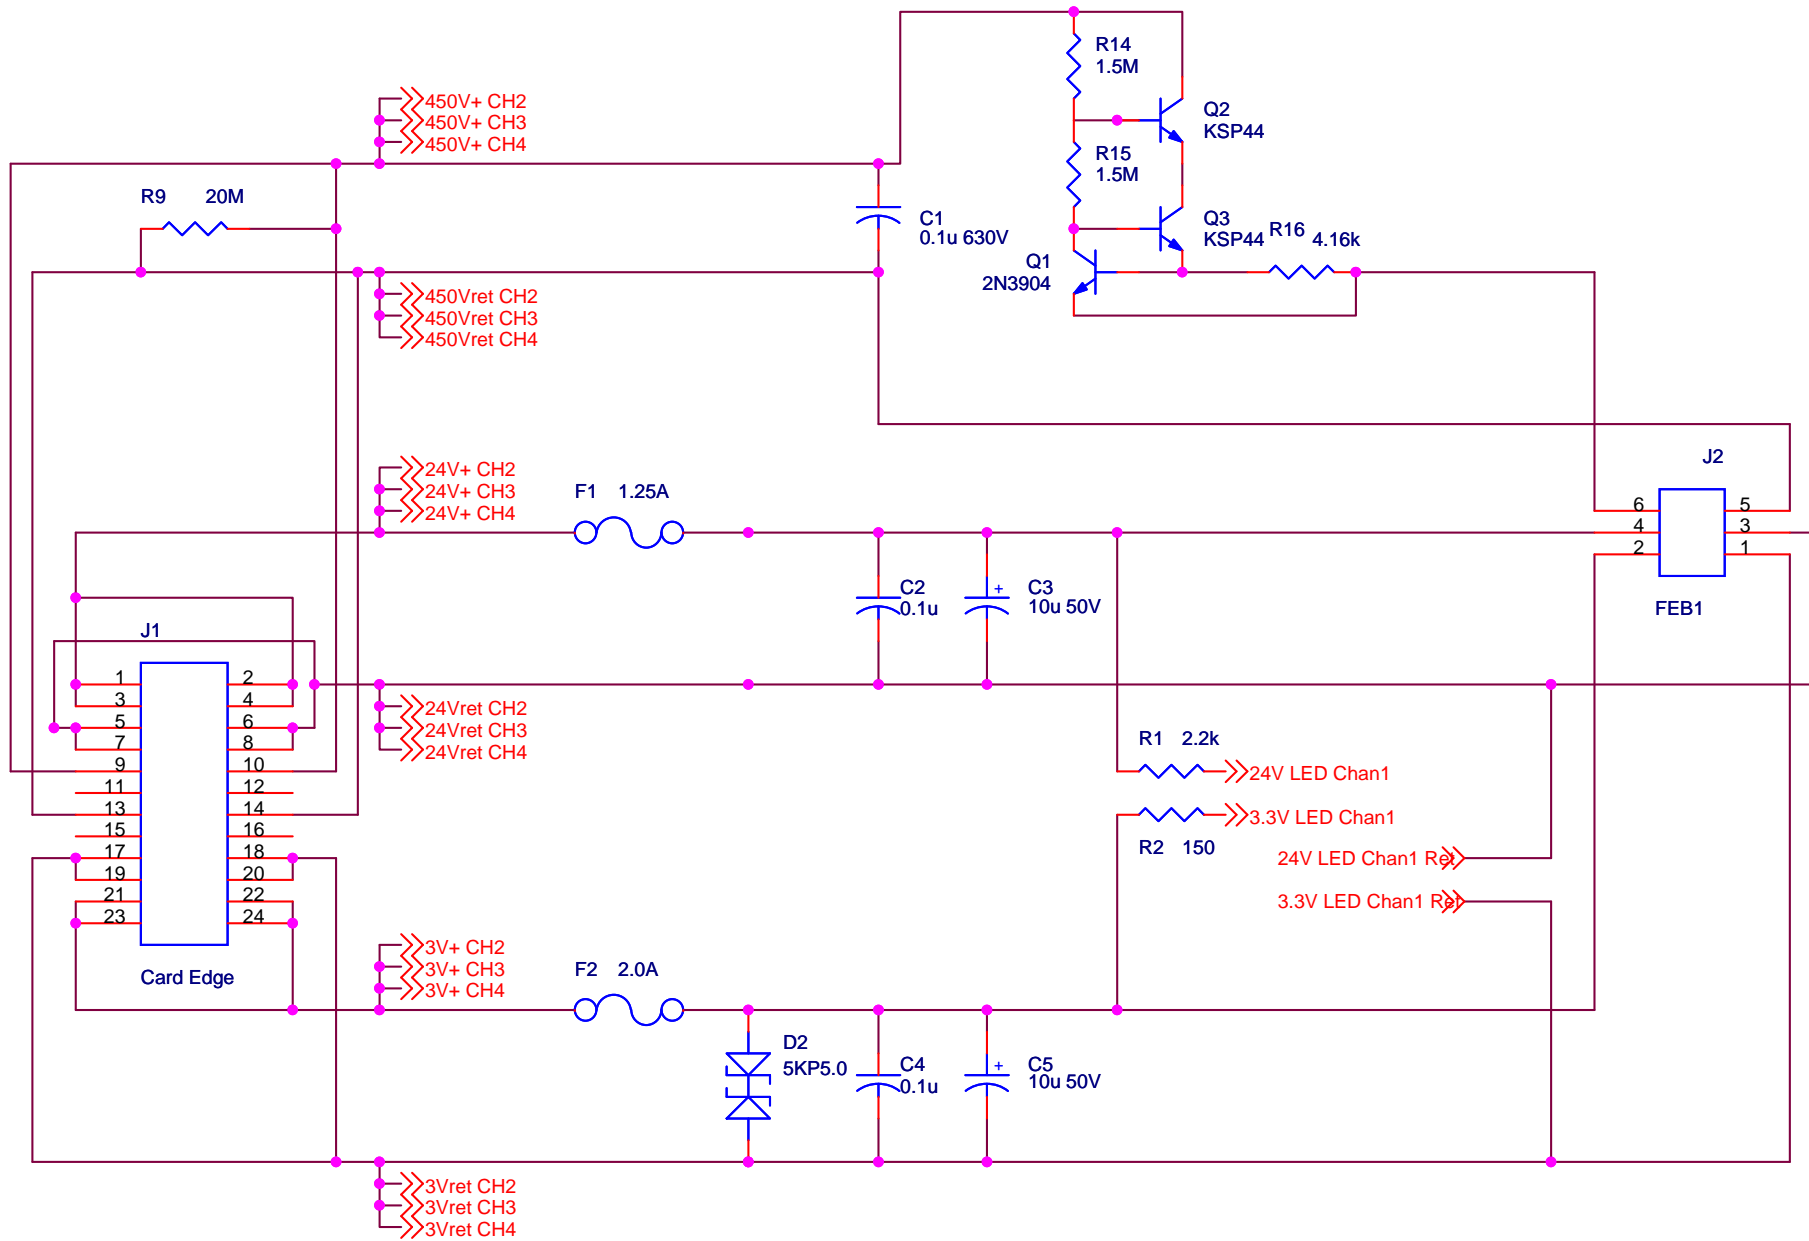 R14
1.5M
450V+ CH2
450V+ CH3
450V+ CH4
Q2
KSP44
R15
1.5M
R9 20M
C1
0.1u 630V
Q3
KSP44
R16 4.16k
Q1
2N3904
450Vret CH2
450Vret CH3
450Vret CH4
24V+ CH2
24V+ CH3
24V+ CH4
F1 1.25A
J2
6 5
4 3
2 1
FEB1
C2
0.1u
+ C3
10u 50V
J1
1 2
3 4
5 6
7 8
9 10
11 12
13 14
15 16
17 18
19 20
21 22
23 24
Card Edge
24Vret CH2
24Vret CH3
24Vret CH4
R1 2.2k
24V LED Chan1
3.3V LED Chan1
R2 150
24V LED Chan1 Ret
3.3V LED Chan1 Ret
3V+ CH2
3V+ CH3
3V+ CH4
F2 2.0A
D2
5KP5.0
C4
0.1u
+ C5
10u 50V
3Vret CH2
3Vret CH3
3Vret CH4